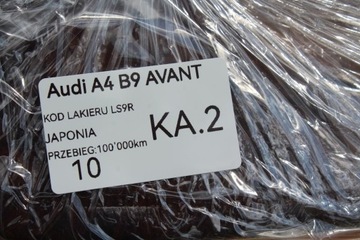 Audi A4 B9 AVANT
KOD LAKIERU LS9R
JAPONIA
KA.2
PRZEBIEG:100'000km
10